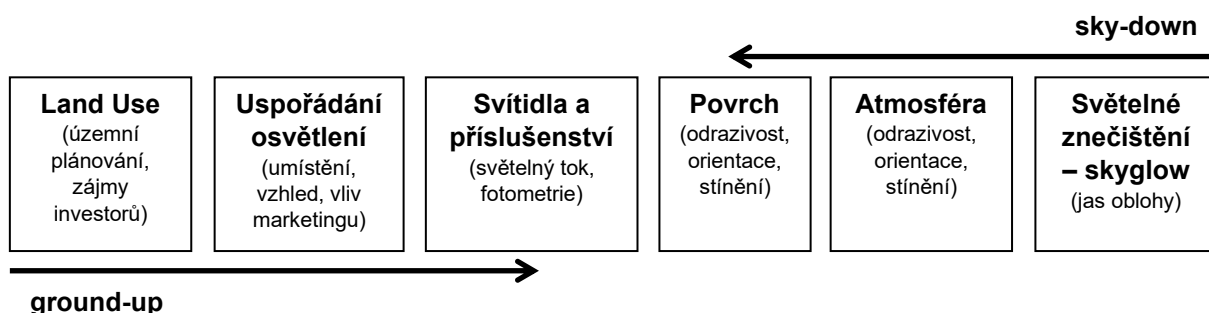 sky-down
Land Use
(územní
plánování,
zájmy
investorů)
Uspořádání
osvětlení
(umístění,
vzhled, vliv
marketingu)
Svítidla a
příslušenství
(světelný tok,
fotometrie)
Povrch
(odrazivost,
orientace,
stínění)
Atmosféra
(odrazivost,
orientace,
stínění)
Světelné
znečištění
– skyglow
(jas oblohy)
ground-up